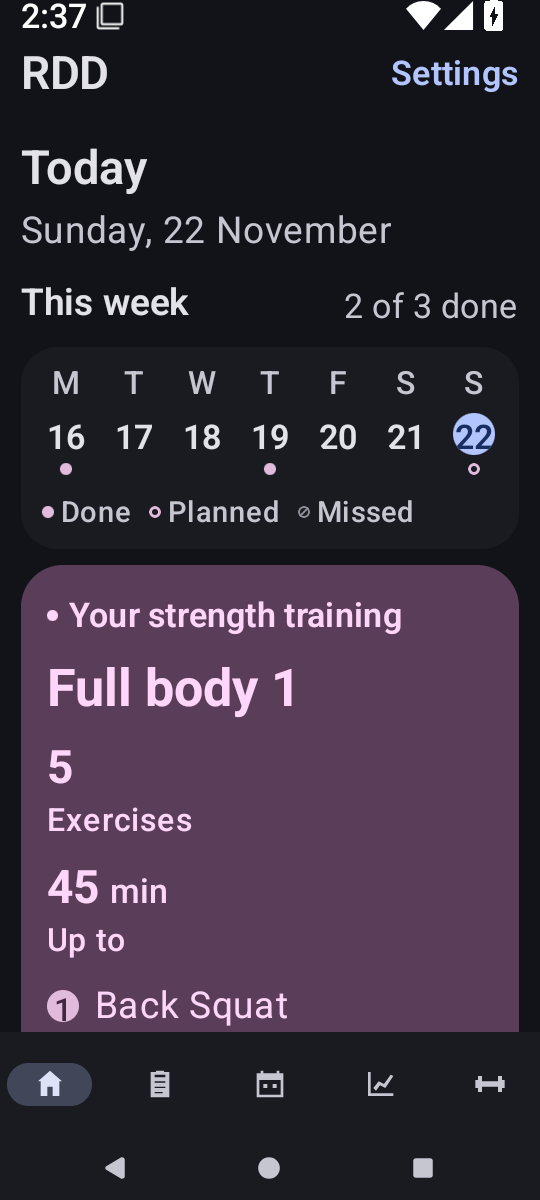 2:37
RDD
Settings
Today
Sunday, 22 November
This week
2 of 3 done
M T W T F S S
16 17 18 19 20 21 22
Done Planned Missed
Your strength training
Full body 1
5
Exercises
45 min
Up to
1 Back Squat